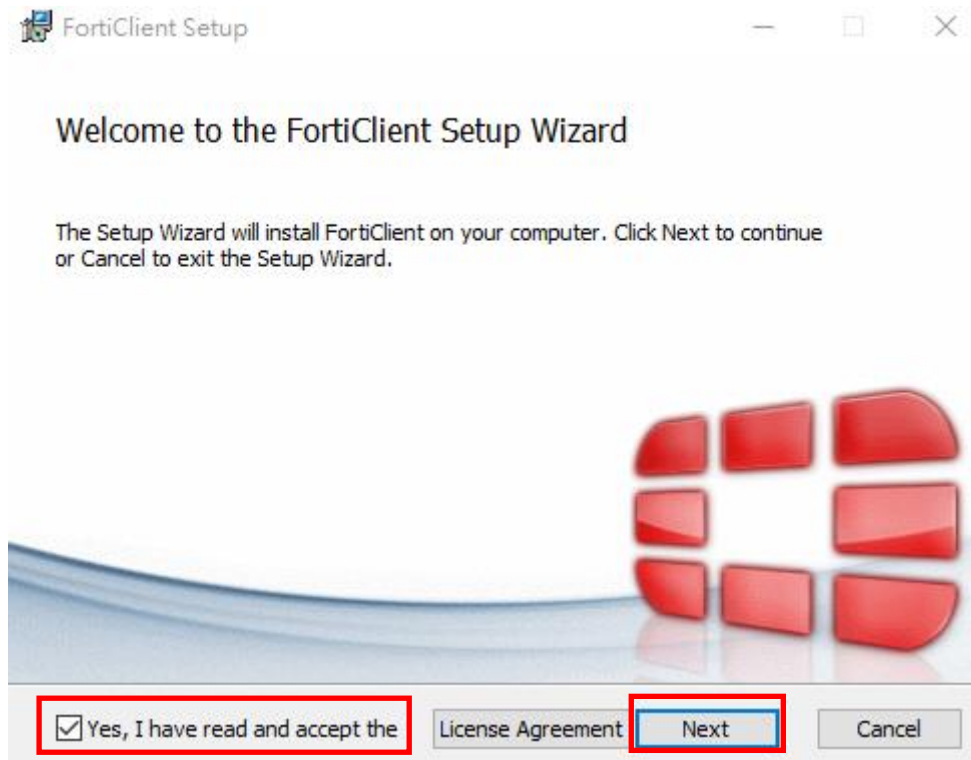 FortiClient Setup
Welcome to the FortiClient Setup Wizard
The Setup Wizard will install FortiClient on your computer. Click Next to continue
or Cancel to exit the Setup Wizard.
Yes, I have read and accept the License Agreement Next Cancel